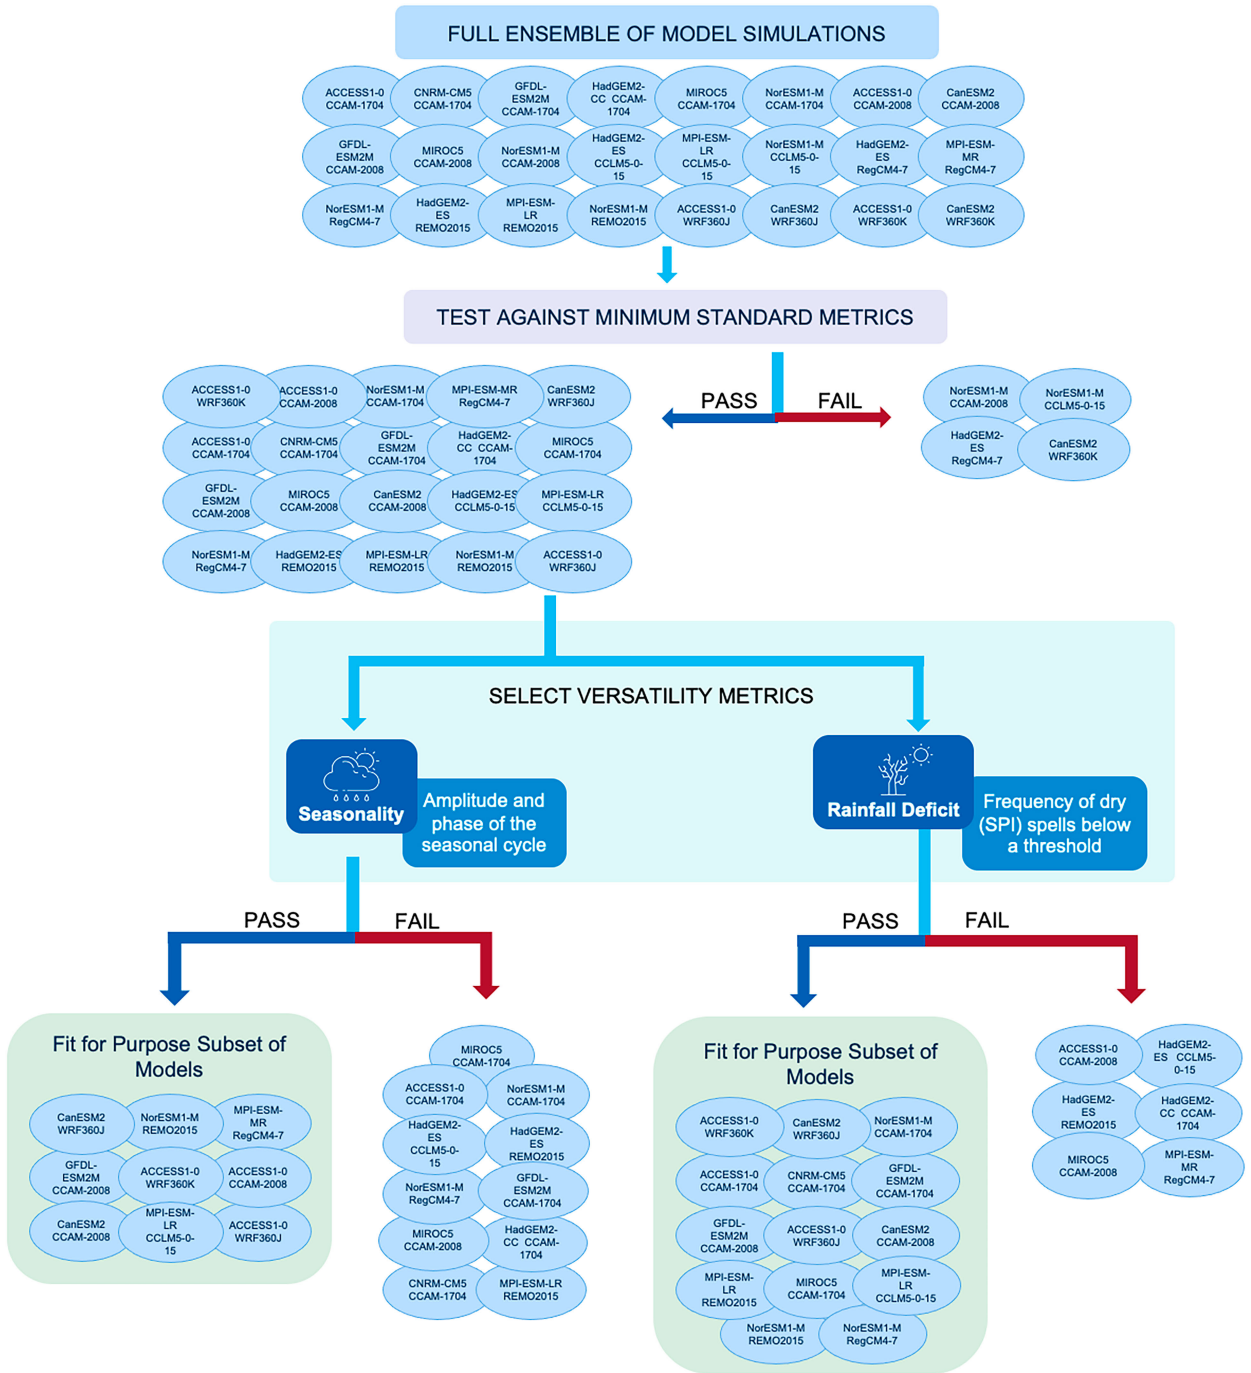 FULL ENSEMBLE OF MODEL SIMULATIONS
ACCESS1-0
CCAM-1704
CNRM-CM5
CCAM-1704
GFDL-
ESM2M
CCAM-1704
HadGEM2-
CC CCAM-
1704
MIROC5
CCAM-1704
NorESM1-M
CCAM-1704
ACCESS1-0
CCAM-2008
CanESM2
CCAM-2008
GFDL-
ESM2M
CCAM-2008
MIROC5
CCAM-2008
NorESM1-M
CCAM-2008
HadGEM2-
ES
CCLM5-0-
15
MPI-ESM-
LR
CCLM5-0-
15
NorESM1-M
CCLM5-0-
15
HadGEM2-
ES
RegCM4-7
MPI-ESM-
MR
RegCM4-7
NorESM1-M
RegCM4-7
HadGEM2-
ES
REMO2015
MPI-ESM-
LR
REMO2015
NorESM1-M
REMO2015
ACCESS1-0
WRF360J
CanESM2
WRF360J
ACCESS1-0
WRF360K
CanESM2
WRF360K
TEST AGAINST MINIMUM STANDARD METRICS
PASS
FAIL
ACCESS1-0
WRF360K
ACCESS1-0
CCAM-2008
NorESM1-M
CCAM-1704
MPI-ESM-MR
RegCM4-7
CanESM2
WRF360J
ACCESS1-0
CCAM-1704
CNRM-CM5
CCAM-1704
GFDL-
ESM2M
CCAM-1704
HadGEM2-
CC CCAM-
1704
MIROC5
CCAM-1704
GFDL-
ESM2M
CCAM-2008
MIROC5
CCAM-2008
CanESM2
CCAM-2008
HadGEM2-ES
CCLM5-0-15
MPI-ESM-LR
CCLM5-0-15
NorESM1-M
RegCM4-7
HadGEM2-ES
REMO2015
MPI-ESM-LR
REMO2015
NorESM1-M
REMO2015
ACCESS1-0
WRF360J
NorESM1-M
CCAM-2008
NorESM1-M
CCLM5-0-15
HadGEM2-
ES
RegCM4-7
CanESM2
WRF360K
SELECT VERSATILITY METRICS
Seasonality
Amplitude and
phase of the
seasonal cycle
Rainfall Deficit
Frequency of dry
(SPI) spells below
a threshold
PASS
FAIL
PASS
FAIL
Fit for Purpose Subset of
Models
CanESM2
WRF360J
NorESM1-M
REMO2015
MPI-ESM-
MR
RegCM4-7
GFDL-
ESM2M
CCAM-2008
ACCESS1-0
WRF360K
ACCESS1-0
CCAM-2008
CanESM2
CCAM-2008
MPI-ESM-
LR
CCLM5-0-
15
ACCESS1-0
WRF360J
MIROC5
CCAM-1704
ACCESS1-0
CCAM-1704
NorESM1-M
CCAM-1704
HadGEM2-
ES
CCLM5-0-
15
HadGEM2-
ES
REMO2015
NorESM1-M
RegCM4-7
GFDL-
ESM2M
CCAM-1704
MIROC5
CCAM-2008
HadGEM2-
CC CCAM-
1704
CNRM-CM5
CCAM-1704
MPI-ESM-LR
REMO2015
Fit for Purpose Subset of
Models
ACCESS1-0
WRF360K
CanESM2
WRF360J
NorESM1-M
CCAM-1704
ACCESS1-0
CCAM-1704
CNRM-CM5
CCAM-1704
GFDL-
ESM2M
CCAM-1704
GFDL-
ESM2M
CCAM-2008
ACCESS1-0
WRF360J
CanESM2
CCAM-2008
MPI-ESM-
LR
REMO2015
MIROC5
CCAM-1704
MPI-ESM-
LR
CCLM5-0-15
NorESM1-M
REMO2015
NorESM1-M
RegCM4-7
ACCESS1-0
CCAM-2008
HadGEM2-
ES CCLM5-
0-15
HadGEM2-
ES
REMO2015
HadGEM2-
CC CCAM-
1704
MIROC5
CCAM-2008
MPI-ESM-
MR
RegCM4-7